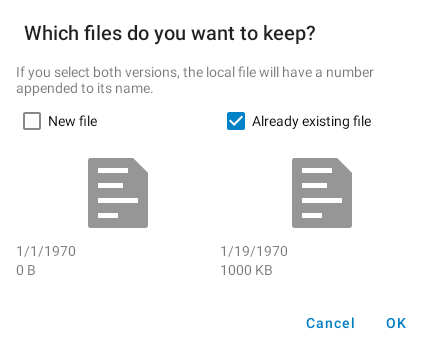 Which files do you want to keep?
If you select both versions, the local file will have a number
appended to its name.
New file
Already existing file
1/1/1970
0 B
1/19/1970
1000 KB
Cancel
OK